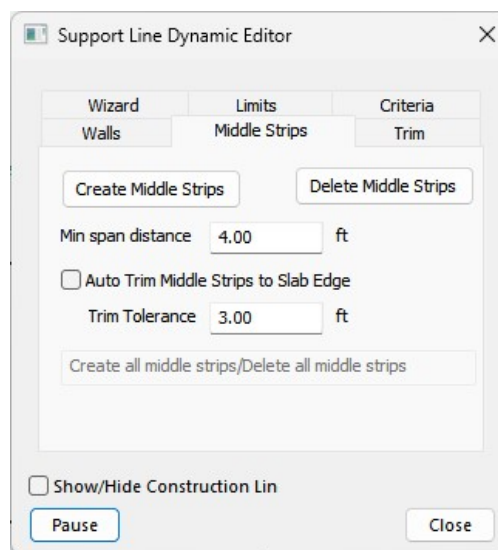 Support Line Dynamic Editor
Wizard Limits Criteria
Walls Middle Strips Trim
Create Middle Strips Delete Middle Strips
Min span distance 4.00 ft
Auto Trim Middle Strips to Slab Edge
Trim Tolerance 3.00 ft
Create all middle strips/Delete all middle strips
Show/Hide Construction Lin
Pause Close